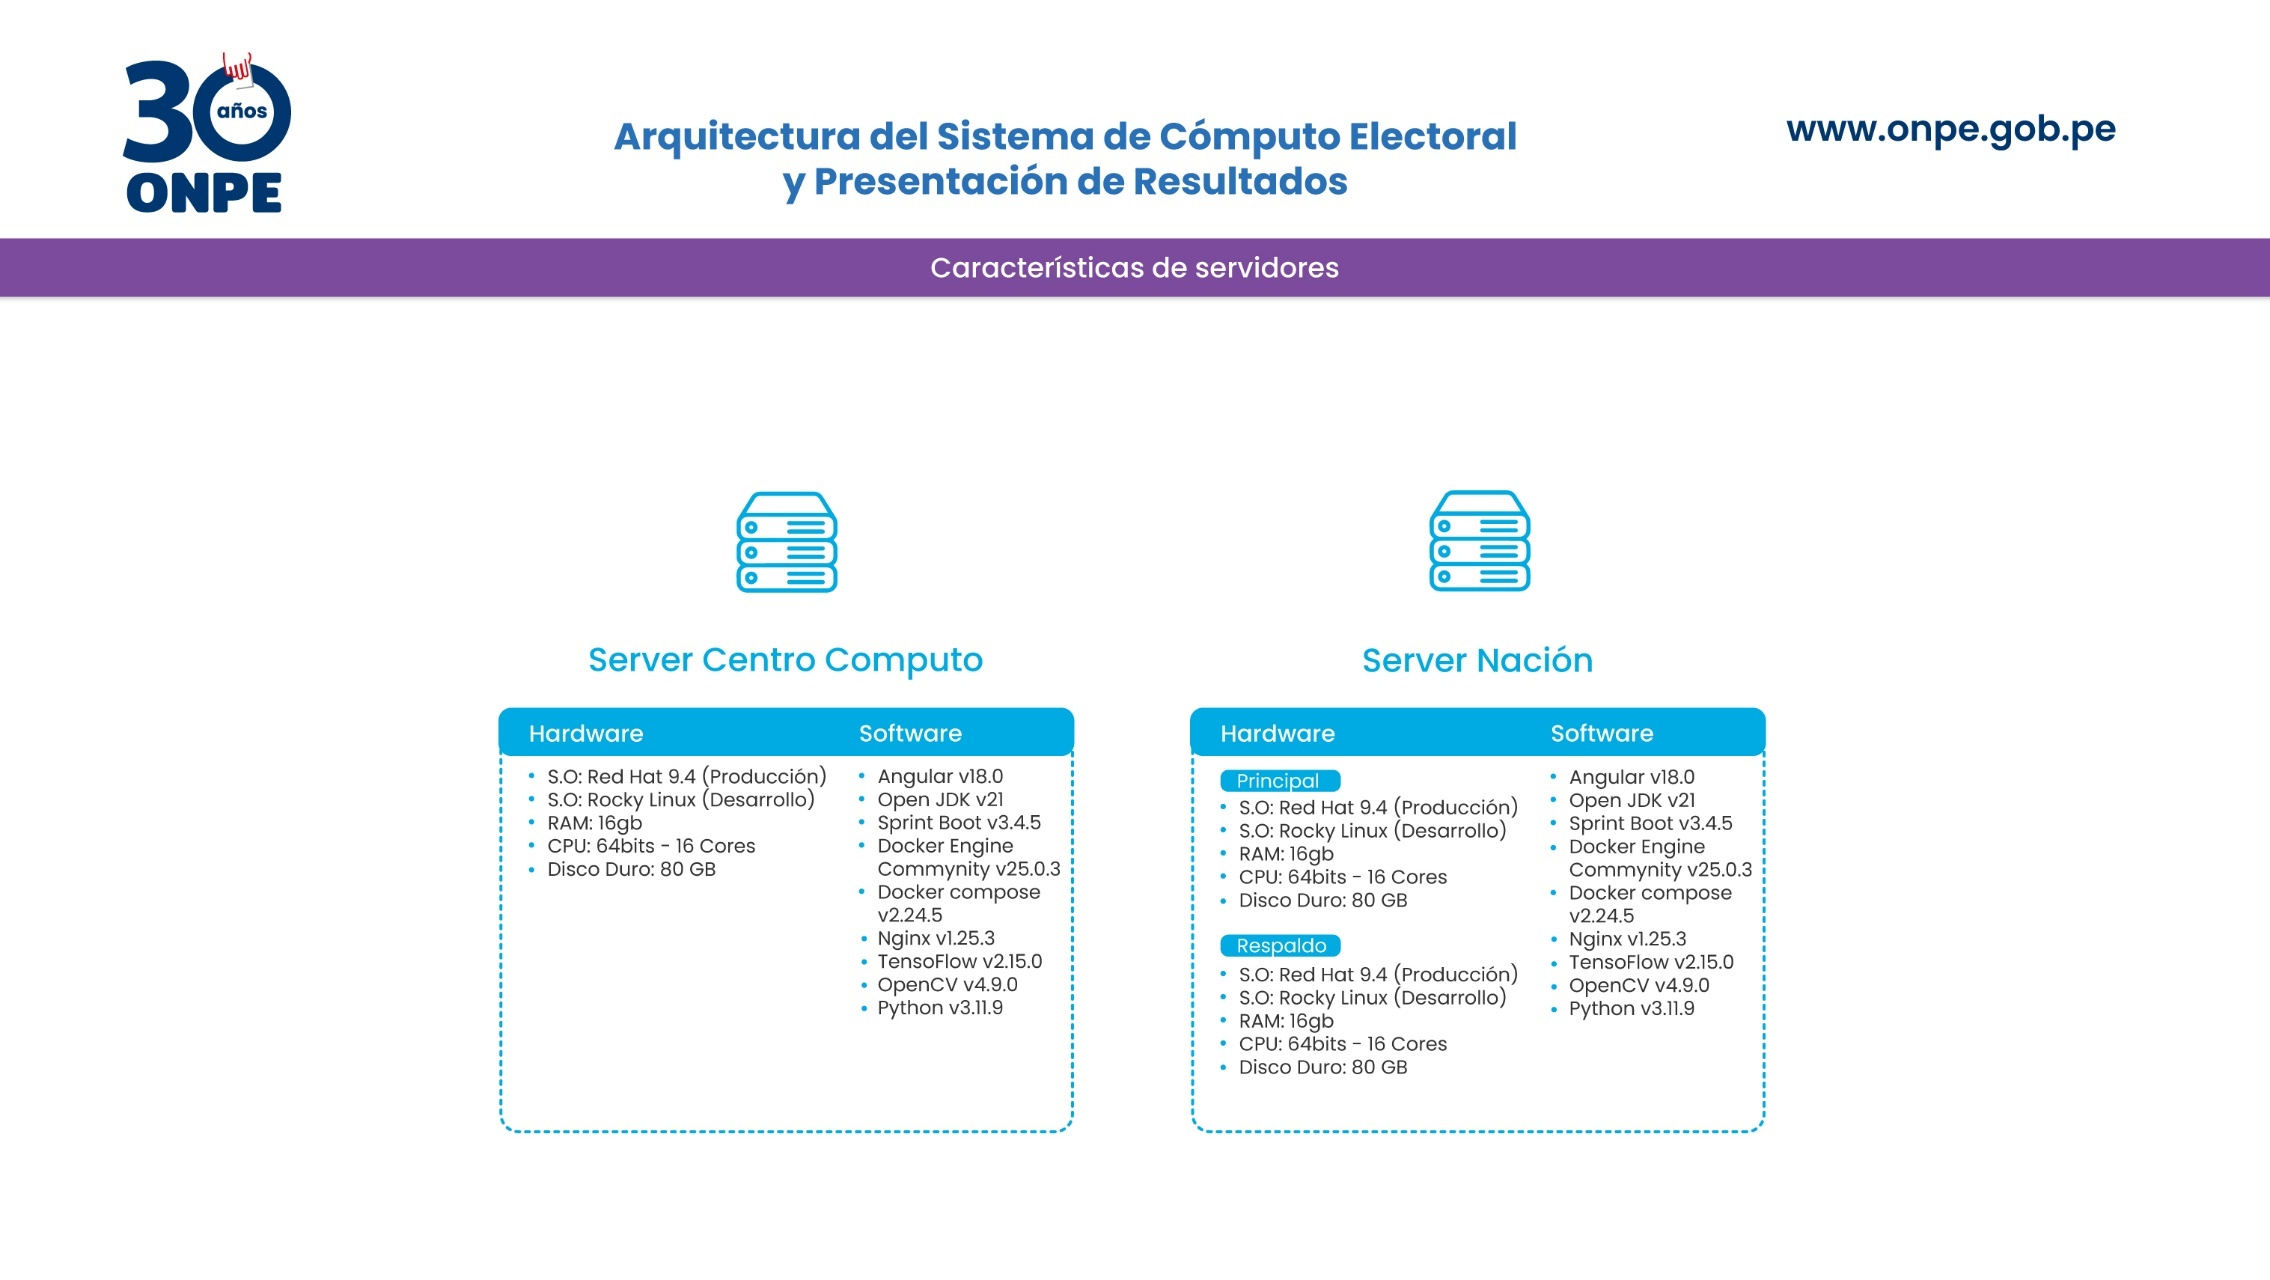 30
años
ONPE
Arquitectura del Sistema de Cómputo Electoral
y Presentación de Resultados
www.onpe.gob.pe
Características de servidores
Server Centro Computo
Hardware
• S.O: Red Hat 9.4 (Producción)
• S.O: Rocky Linux (Desarrollo)
• RAM: 16gb
• CPU: 64bits - 16 Cores
• Disco Duro: 80 GB
Software
• Angular v18.0
• Open JDK v21
• Sprint Boot v3.4.5
• Docker Engine
Commynity v25.0.3
• Docker compose
v2.24.5
• Nginx v1.25.3
• TensoFlow v2.15.0
• OpenCV v4.9.0
• Python v3.11.9
Server Nación
Hardware
Principal
• S.O: Red Hat 9.4 (Producción)
• S.O: Rocky Linux (Desarrollo)
• RAM: 16gb
• CPU: 64bits - 16 Cores
• Disco Duro: 80 GB
Respaldo
• S.O: Red Hat 9.4 (Producción)
• S.O: Rocky Linux (Desarrollo)
• RAM: 16gb
• CPU: 64bits - 16 Cores
• Disco Duro: 80 GB
Software
• Angular v18.0
• Open JDK v21
• Sprint Boot v3.4.5
• Docker Engine
Commynity v25.0.3
• Docker compose
v2.24.5
• Nginx v1.25.3
• TensoFlow v2.15.0
• OpenCV v4.9.0
• Python v3.11.9